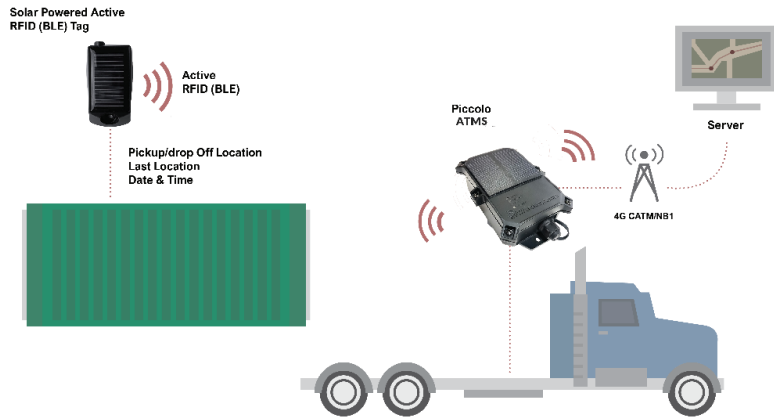 Solar Powered Active
RFID (BLE) Tag
Active
RFID (BLE)
Pickup/drop Off Location
Last Location
Date & Time
Piccolo
ATMS
Server
4G CATM/NB1